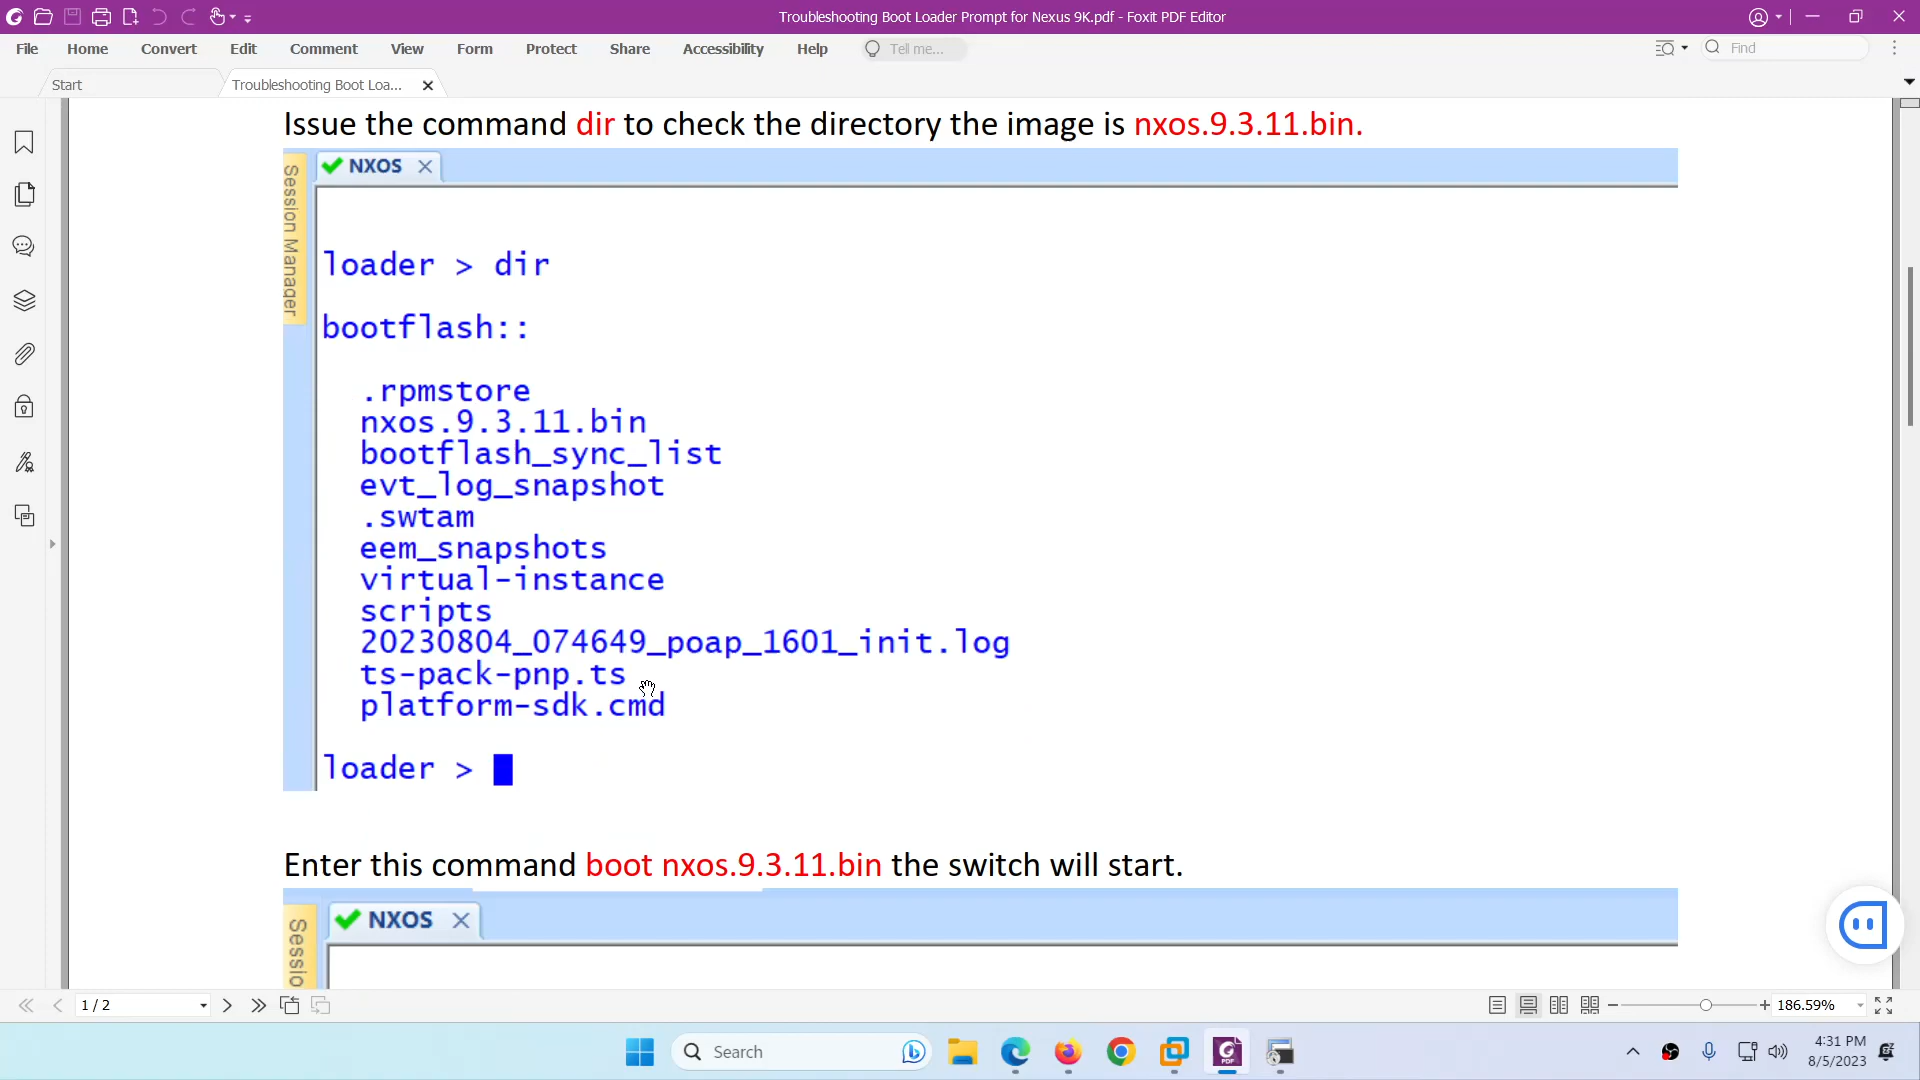 Troubleshooting Boot Loader Prompt for Nexus 9K.pdf - Foxit PDF Editor
File Home Convert Edit Comment View Form Protect Share Accessibility Help Tell me... Find
Start Troubleshooting Boot Loa...
Issue the command dir to check the directory the image is nxos.9.3.11.bin.
Session Manager
NXOS
loader > dir
bootflash::
.rpmstore
nxos.9.3.11.bin
bootflash_sync_list
evt_log_snapshot
.swtam
eem_snapshots
virtual-instance
scripts
20230804_074649_poap_1601_init.log
ts-pack-pnp.ts
platform-sdk.cmd
loader >
Enter this command boot nxos.9.3.11.bin the switch will start.
Sessio
NXOS
1 / 2 186.59%
Search
4:31 PM
8/5/2023